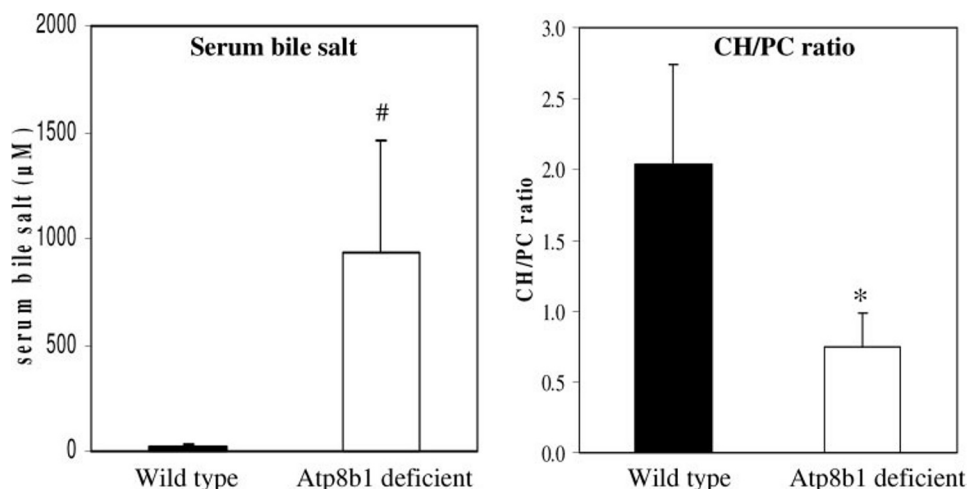 Serum bile salt
serum bile salt (μM)
2000
1500
1000
500
0
#
Wild type
Atp8b1 deficient
CH/PC ratio
CH/PC ratio
3.0
2.5
2.0
1.5
1.0
0.5
0.0
*
Wild type
Atp8b1 deficient